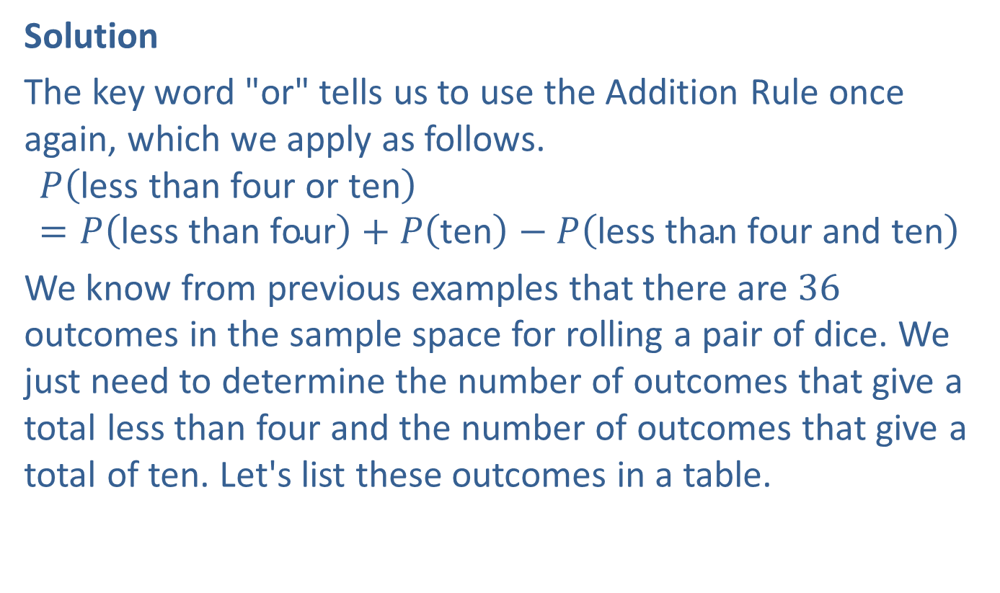 Solution
The key word "or" tells us to use the Addition Rule once
again, which we apply as follows.
P(less than four or ten)
= P(less than four) + P(ten) − P(less than four and ten)
We know from previous examples that there are 36
outcomes in the sample space for rolling a pair of dice. We
just need to determine the number of outcomes that give a
total less than four and the number of outcomes that give a
total of ten. Let's list these outcomes in a table.